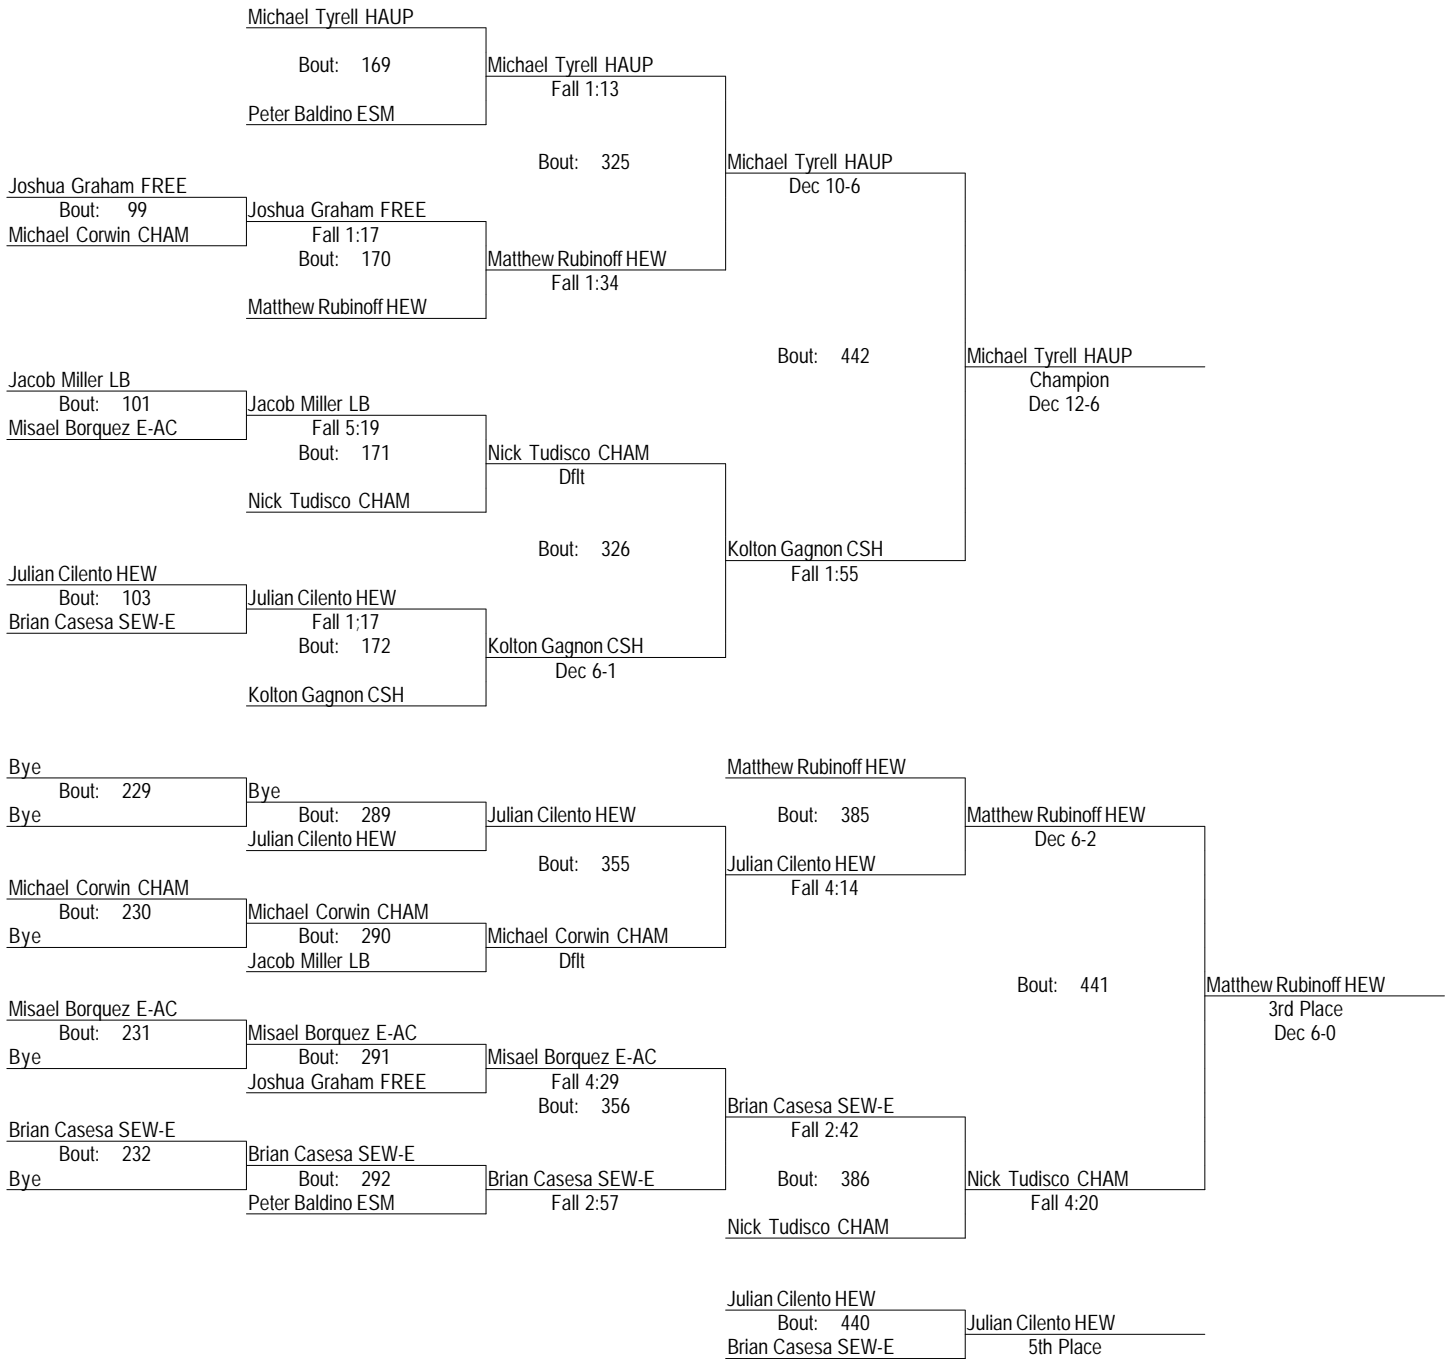 Michael Tyrell HAUP
Bout: 169
Michael Tyrell HAUP
Fall 1:13
Peter Baldino ESM
Bout: 325
Michael Tyrell HAUP
Dec 10-6
Joshua Graham FREE
Bout: 99
Michael Corwin CHAM
Joshua Graham FREE
Fall 1:17
Bout: 170
Matthew Rubinoff HEW
Fall 1:34
Matthew Rubinoff HEW
Bout: 442
Michael Tyrell HAUP
Champion
Dec 12-6
Jacob Miller LB
Bout: 101
Misael Borquez E-AC
Jacob Miller LB
Fall 5:19
Bout: 171
Nick Tudisco CHAM
Dflt
Nick Tudisco CHAM
Bout: 326
Kolton Gagnon CSH
Fall 1:55
Julian Cilento HEW
Bout: 103
Brian Casesa SEW-E
Julian Cilento HEW
Fall 1;17
Bout: 172
Kolton Gagnon CSH
Dec 6-1
Kolton Gagnon CSH
Bye
Bout: 229
Bye
Bye
Bout: 289
Julian Cilento HEW
Julian Cilento HEW
Bout: 355
Matthew Rubinoff HEW
Bout: 385
Julian Cilento HEW
Fall 4:14
Matthew Rubinoff HEW
Dec 6-2
Michael Corwin CHAM
Bout: 230
Bye
Michael Corwin CHAM
Bout: 290
Jacob Miller LB
Michael Corwin CHAM
Dflt
Bout: 441
Matthew Rubinoff HEW
3rd Place
Dec 6-0
Misael Borquez E-AC
Bout: 231
Bye
Misael Borquez E-AC
Bout: 291
Joshua Graham FREE
Misael Borquez E-AC
Fall 4:29
Bout: 356
Brian Casesa SEW-E
Fall 2:42
Brian Casesa SEW-E
Bout: 232
Bye
Brian Casesa SEW-E
Bout: 292
Peter Baldino ESM
Brian Casesa SEW-E
Fall 2:57
Bout: 386
Nick Tudisco CHAM
Nick Tudisco CHAM
Fall 4:20
Julian Cilento HEW
Bout: 440
Brian Casesa SEW-E
Julian Cilento HEW
5th Place